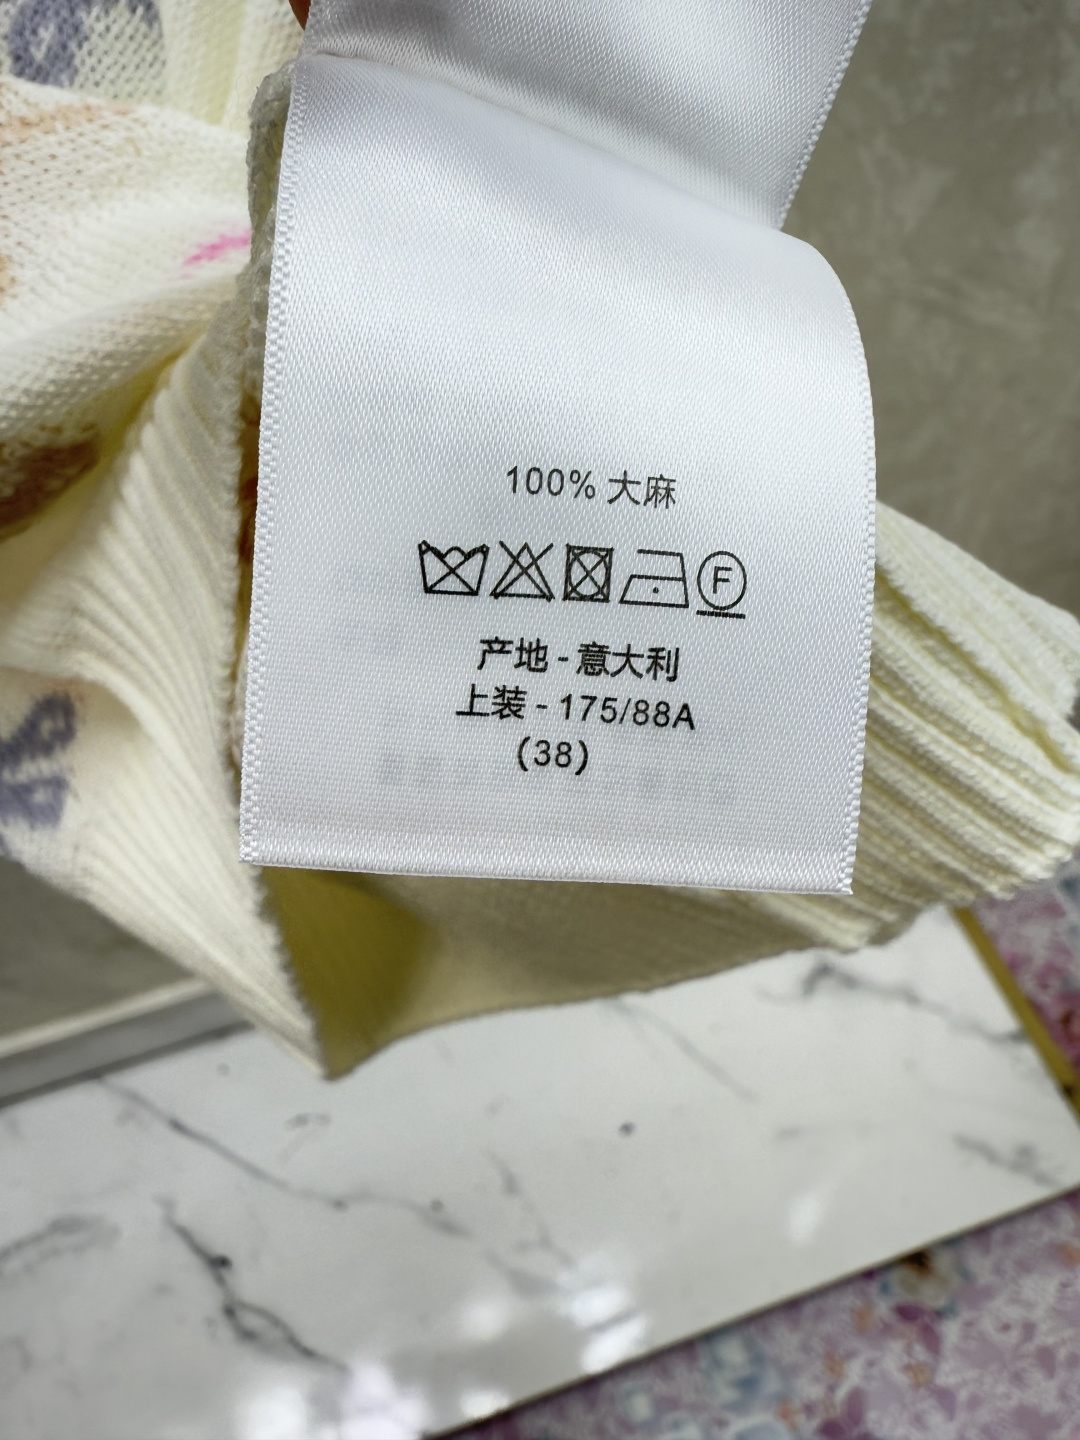 100% 大麻
F
产地 - 意大利
上装 - 175/88A
(38)